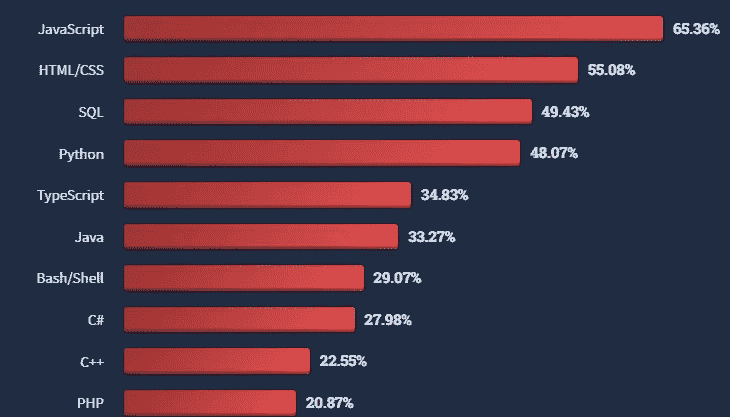 JavaScript 65.36%
HTML/CSS 55.08%
SQL 49.43%
Python 48.07%
TypeScript 34.83%
Java 33.27%
Bash/Shell 29.07%
C# 27.98%
C++ 22.55%
PHP 20.87%